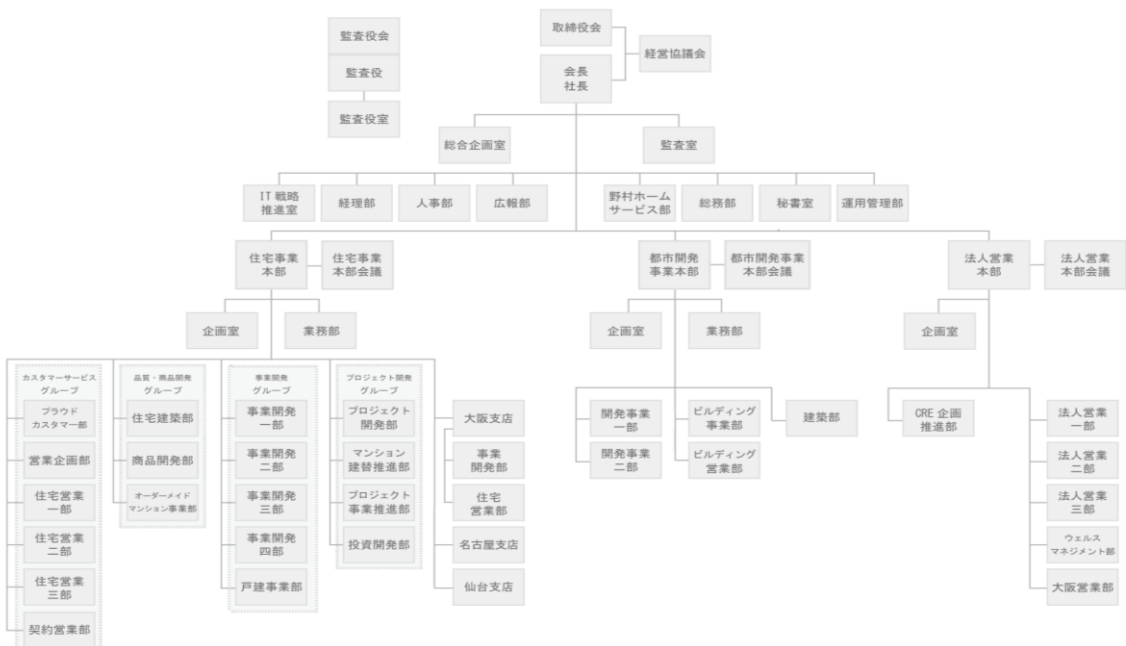 監査役会
監査役
監査役室
取締役会
経営協議会
会長
社長
総合企画室
監査室
IT 戦略
推進室
経理部
人事部
広報部
野村ホーム
サービス部
総務部
秘書室
運用管理部
住宅事業
本部
住宅事業
本部会議
都市開発
事業本部
都市開発事業
本部会議
法人営業
本部
法人営業
本部会議
企画室
業務部
企画室
業務部
企画室
カスタマーサービス
グループ
プラウド
カスタマー部
営業企画部
住宅営業
一部
住宅営業
二部
住宅営業
三部
契約営業部
品質・商品開発
グループ
住宅建築部
商品開発部
オーダーメイド
マンション事業部
事業開発
グループ
事業開発
一部
事業開発
二部
事業開発
三部
事業開発
四部
戸建事業部
プロジェクト開発
グループ
プロジェクト
開発部
マンション
建替推進部
プロジェクト
事業推進部
投資開発部
大阪支店
事業
開発部
住宅
営業部
名古屋支店
仙台支店
開発事業
一部
開発事業
二部
ビルディング
事業部
ビルディング
営業部
建築部
CRE 企画
推進部
法人営業
一部
法人営業
二部
法人営業
三部
ウェルス
マネジメント部
大阪営業部